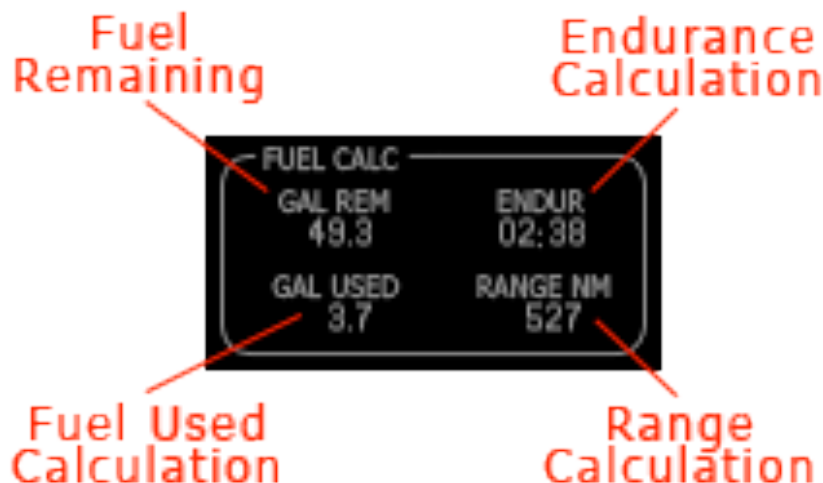 Fuel
Remaining
Endurance
Calculation
FUEL CALC
GAL REM
49.3
ENDUR
02:38
GAL USED
3.7
RANGE NM
527
Fuel Used
Calculation
Range
Calculation